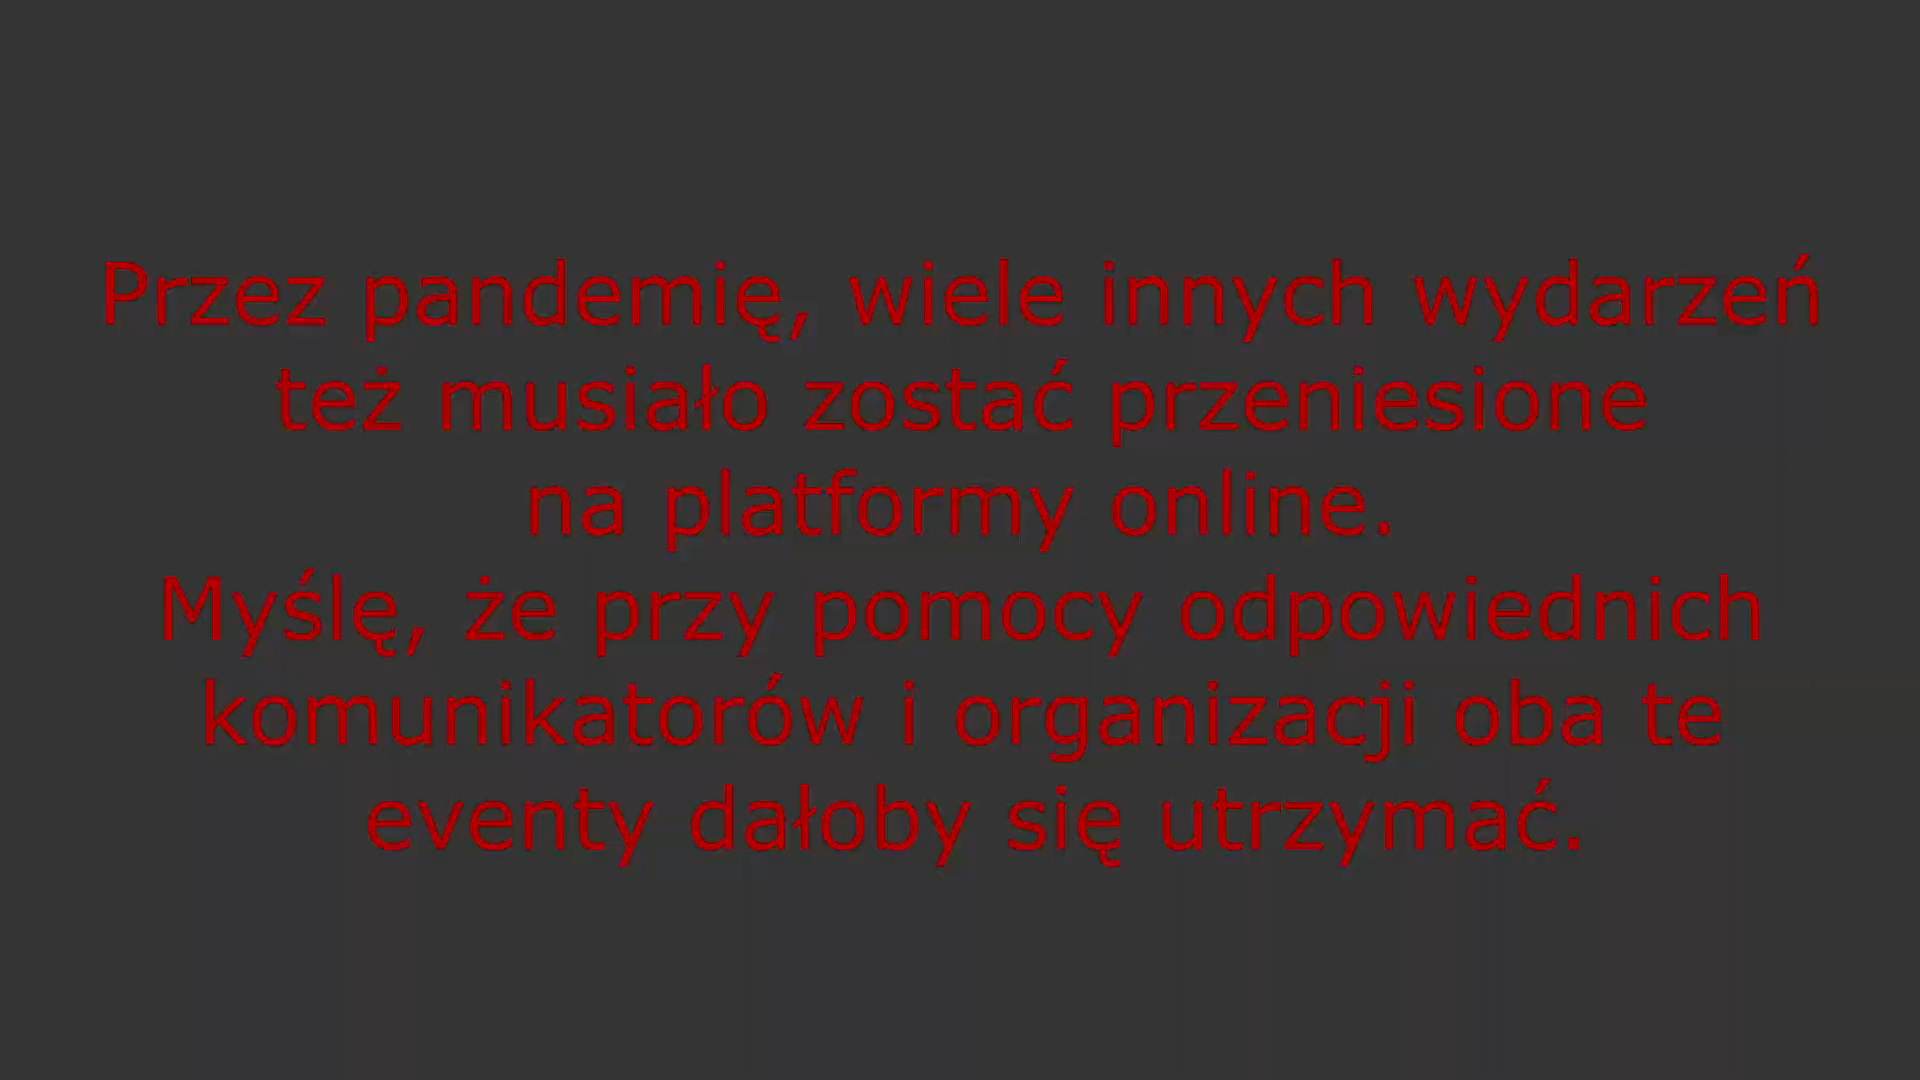 Przez pandemię, wiele innych wydarzeń
też musiało zostać przeniesione
na platformy online.
Myślę, że przy pomocy odpowiednich
komunikatorów i organizacji oba te
eventy dałoby się utrzymać.